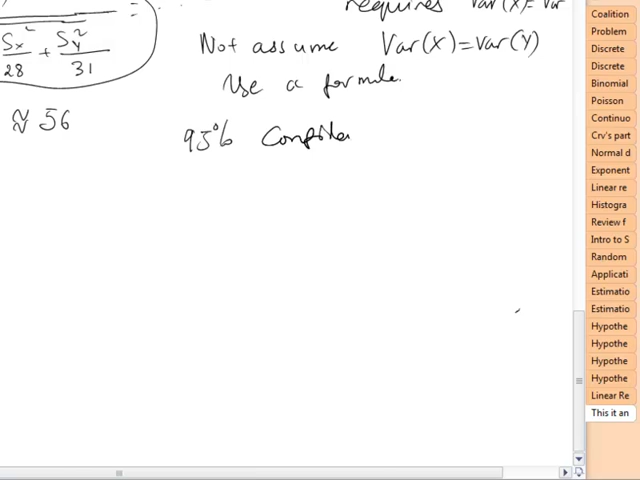 requires Var(X)=Var
Sx² Sy²
28 + 31
Not assume Var(X)=Var(Y)
Use a formula.
≈ 56
95%
Coalition
Problem
Discrete
Discrete
Binomial
Poisson
Continuo
Crv's part
Normal d
Exponent
Linear re
Histogra
Review f
Intro to S
Random
Applicati
Estimatio
Estimatio
Hypothe
Hypothe
Hypothe
Hypothe
Linear Re
This it an